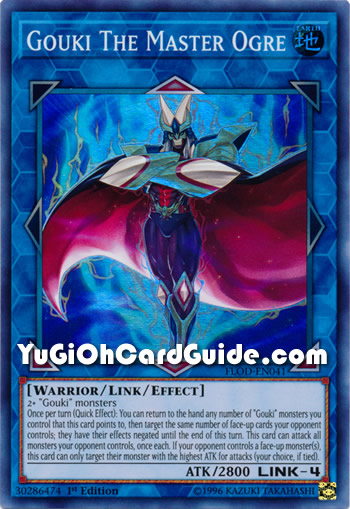 GOUKI THE MASTER OGRE
EARTH
地
YuGiOhCardGuide.com
FLOD-EN041
[WARRIOR/LINK/EFFECT]
2+ "Gouki" monsters
Once per turn (Quick Effect): You can return to the hand any number of "Gouki" monsters you
control that this card points to, then target the same number of face-up cards your opponent
controls; they have their effects negated until the end of this turn. This card can attack all
monsters your opponent controls, once each. If your opponent controls a face-up monster(s),
this card can only target their monster with the highest ATK for attacks (your choice, if tied).
ATK/2800 LINK-4
30286474 1st Edition ©1996 KAZUKI TAKAHASHI